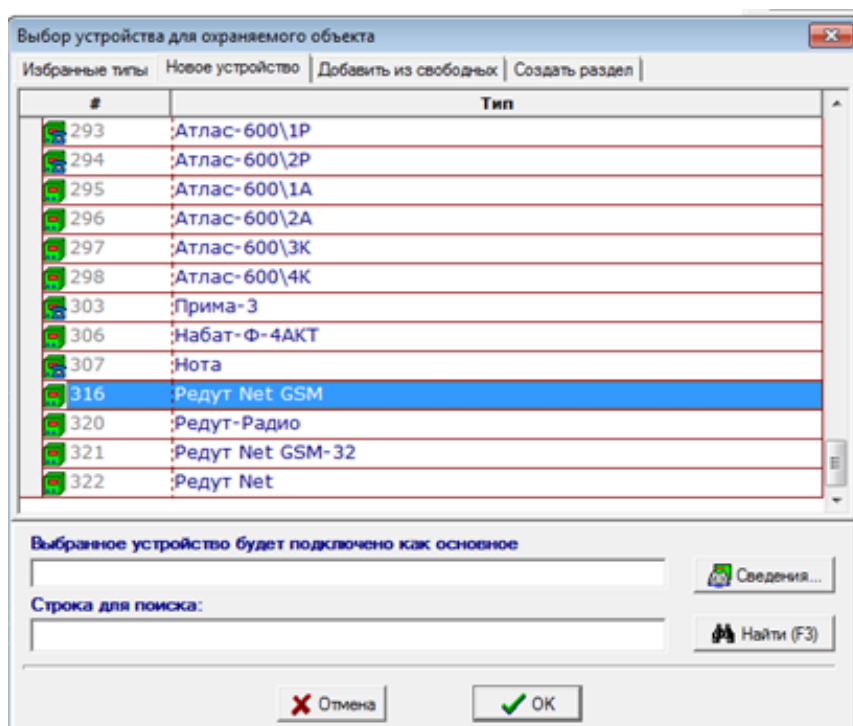 Выбор устройства для охраняемого объекта
Избранные типы Новое устройство Добавить из свободных Создать раздел
# Тип
293 Атлас-600\1Р
294 Атлас-600\2Р
295 Атлас-600\1А
296 Атлас-600\2А
297 Атлас-600\3К
298 Атлас-600\4К
303 Прима-3
306 Набат-Ф-4АКТ
307 Нота
316 Редут Net GSM
320 Редут-Радио
321 Редут Net GSM-32
322 Редут Net
Выбранное устройство будет подключено как основное
Сведения...
Строка для поиска:
Найти (F3)
Отмена OK